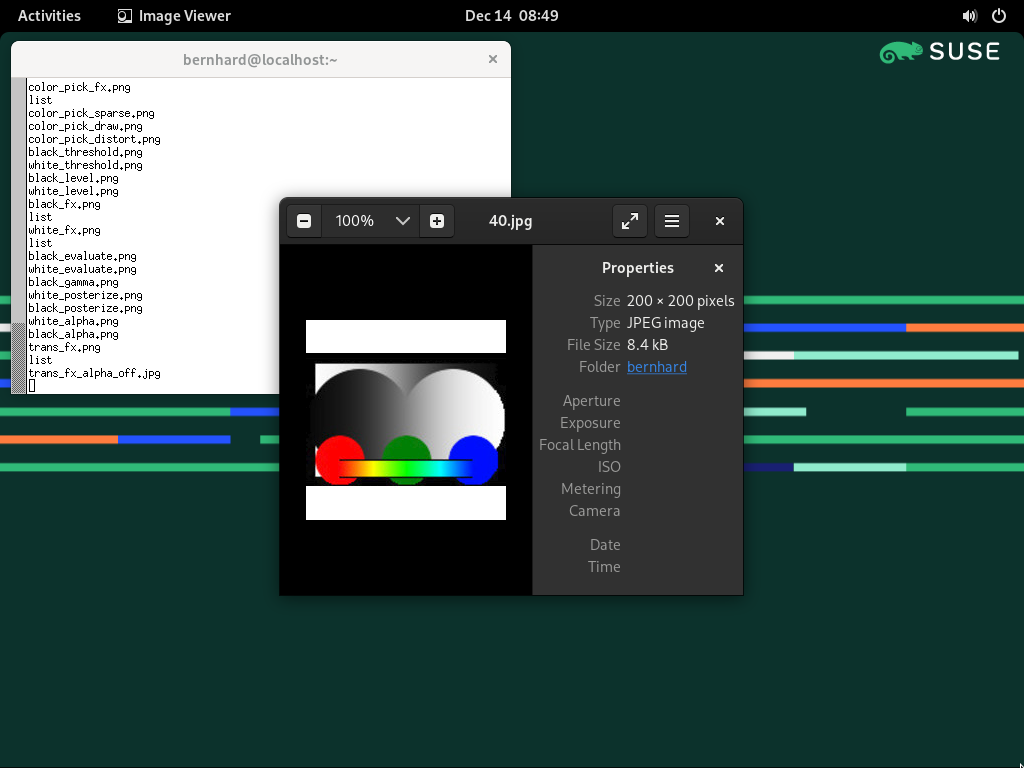 Activities
Image Viewer
Dec 14 08:49
SUSE
bernhard@localhost:~
color_pick_fx.png
list
color_pick_sparse.png
color_pick_draw.png
color_pick_distort.png
black_threshold.png
white_threshold.png
black_level.png
white_level.png
black_fx.png
list
white_fx.png
list
black_evaluate.png
white_evaluate.png
black_gamma.png
white_posterize.png
black_posterize.png
white_alpha.png
black_alpha.png
trans_fx.png
list
trans_fx_alpha_off.jpg
100%
40.jpg
Properties
Size 200 × 200 pixels
Type JPEG image
File Size 8.4 kB
Folder bernhard
Aperture
Exposure
Focal Length
ISO
Metering
Camera
Date
Time